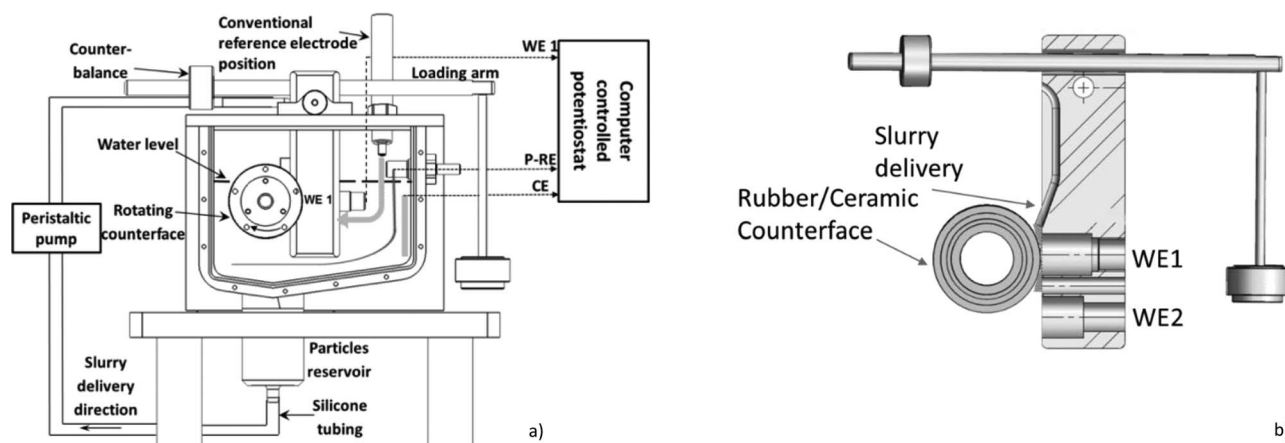 Conventional
reference electrode
position
Counter-
balance
WE 1
Loading arm
Computer
controlled
potentiostat
Water level
P-RE
CE
WE 1
Rotating
counterface
Peristaltic
pump
Particles
reservoir
Slurry
delivery
direction
Silicone
tubing
a)
Slurry
delivery
Rubber/Ceramic
Counterface
WE1
WE2
b